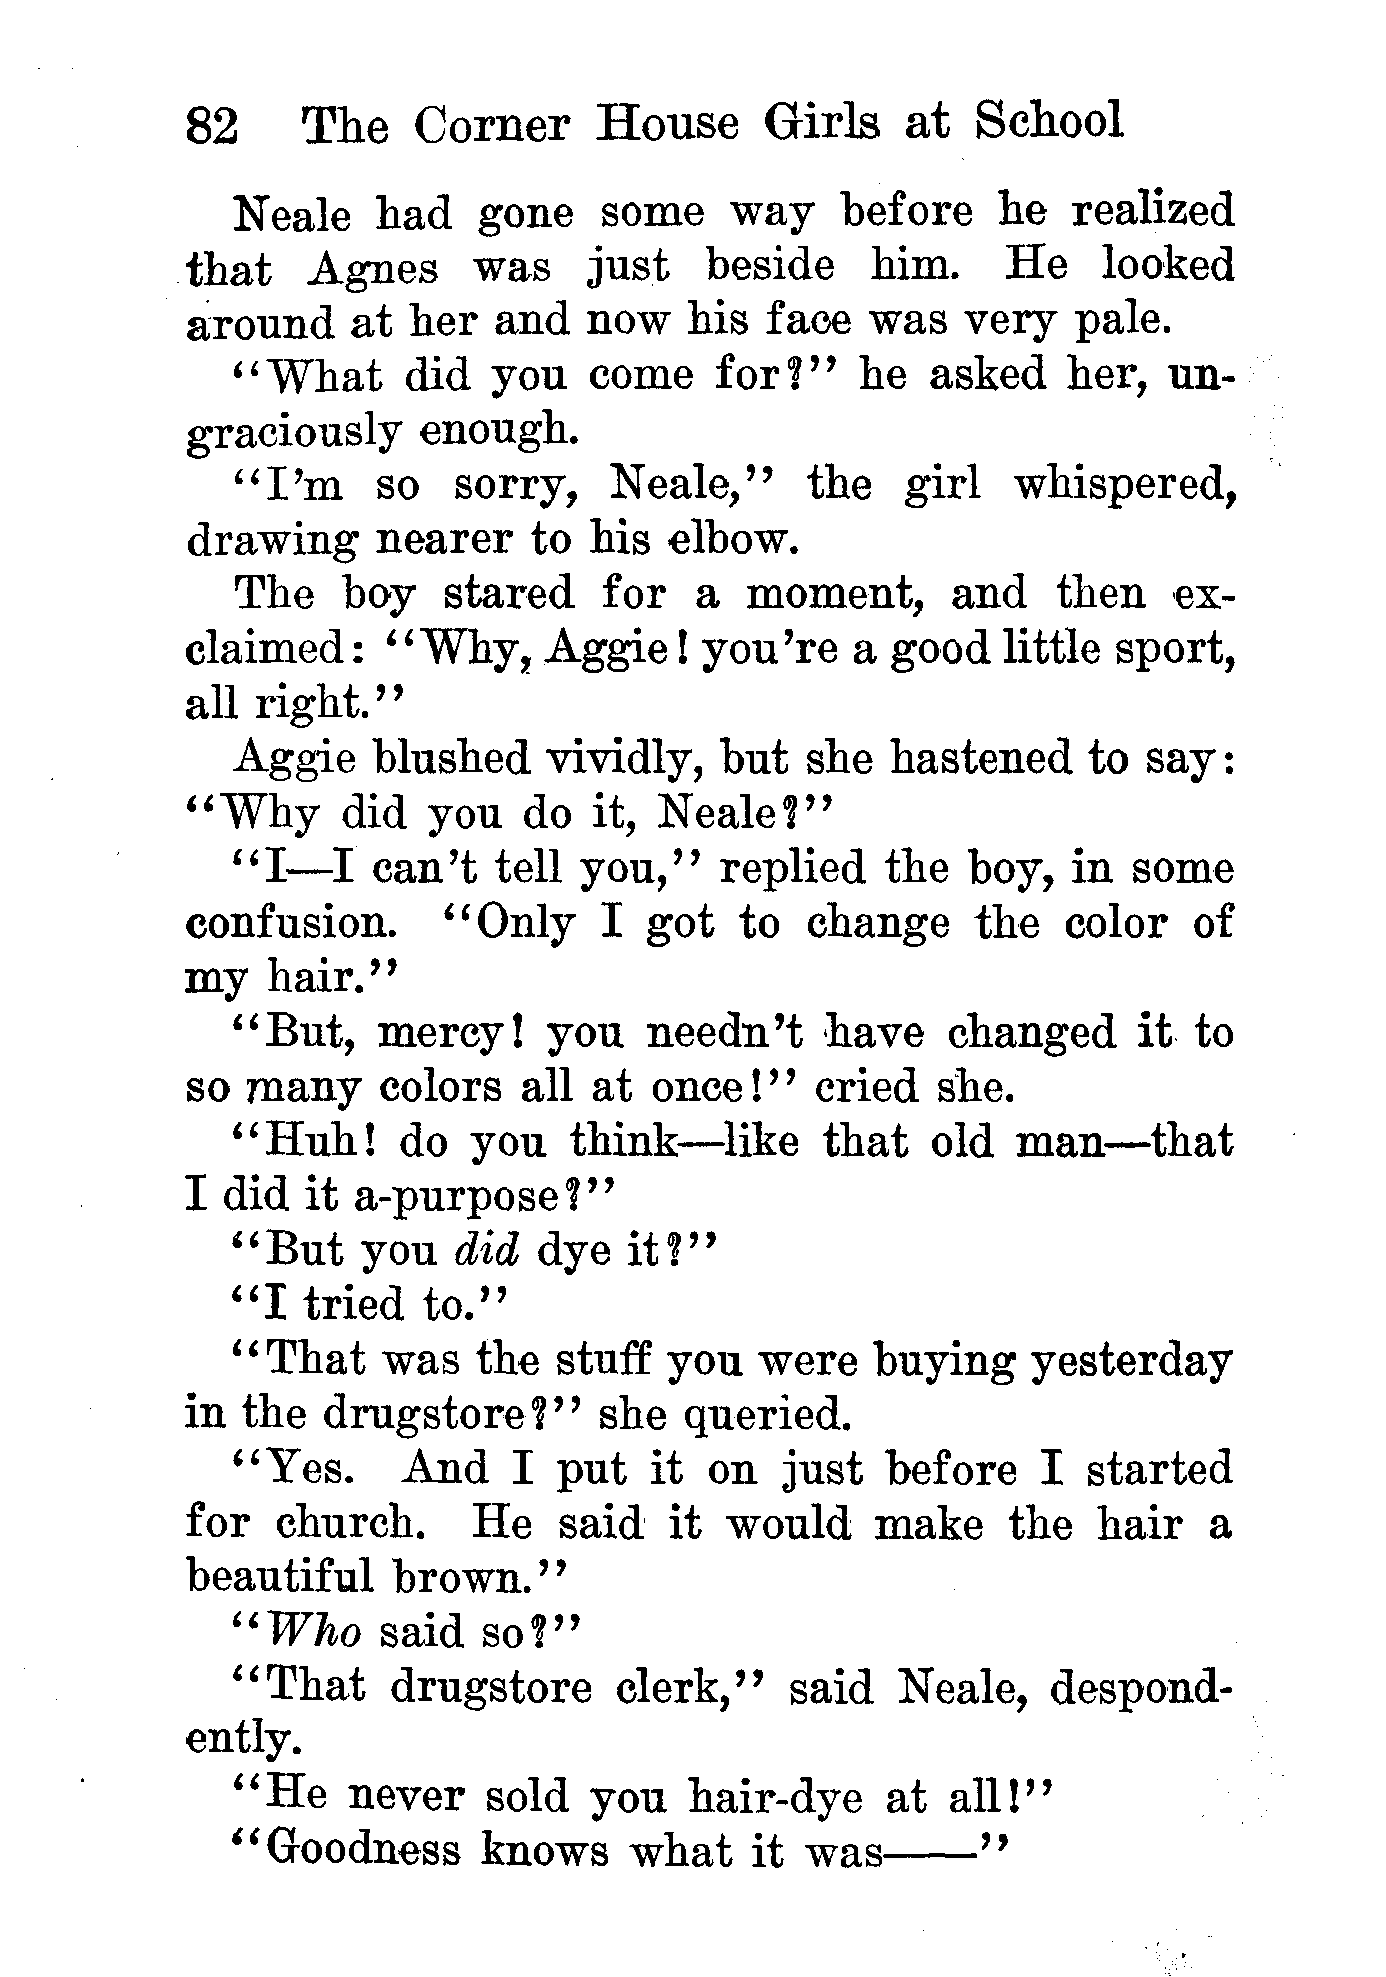 82 The Corner House Girls at School
Neale had gone some way before he realized
that Agnes was just beside him. He looked
around at her and now his face was very pale.
"What did you come for?" he asked her, un-
graciously enough.
"I'm so sorry, Neale," the girl whispered,
drawing nearer to his elbow.
The boy stared for a moment, and then ex-
claimed: "Why, Aggie! you're a good little sport,
all right."
Aggie blushed vividly, but she hastened to say:
"Why did you do it, Neale?"
"I—I can't tell you," replied the boy, in some
confusion. "Only I got to change the color of
my hair."
"But, mercy! you needn't have changed it to
so many colors all at once!" cried she.
"Huh! do you think—like that old man—that
I did it a-purpose?"
"But you did dye it?"
"I tried to."
"That was the stuff you were buying yesterday
in the drugstore?" she queried.
"Yes. And I put it on just before I started
for church. He said it would make the hair a
beautiful brown."
"Who said so?"
"That drugstore clerk," said Neale, despond-
ently.
"He never sold you hair-dye at all!"
"Goodness knows what it was——"